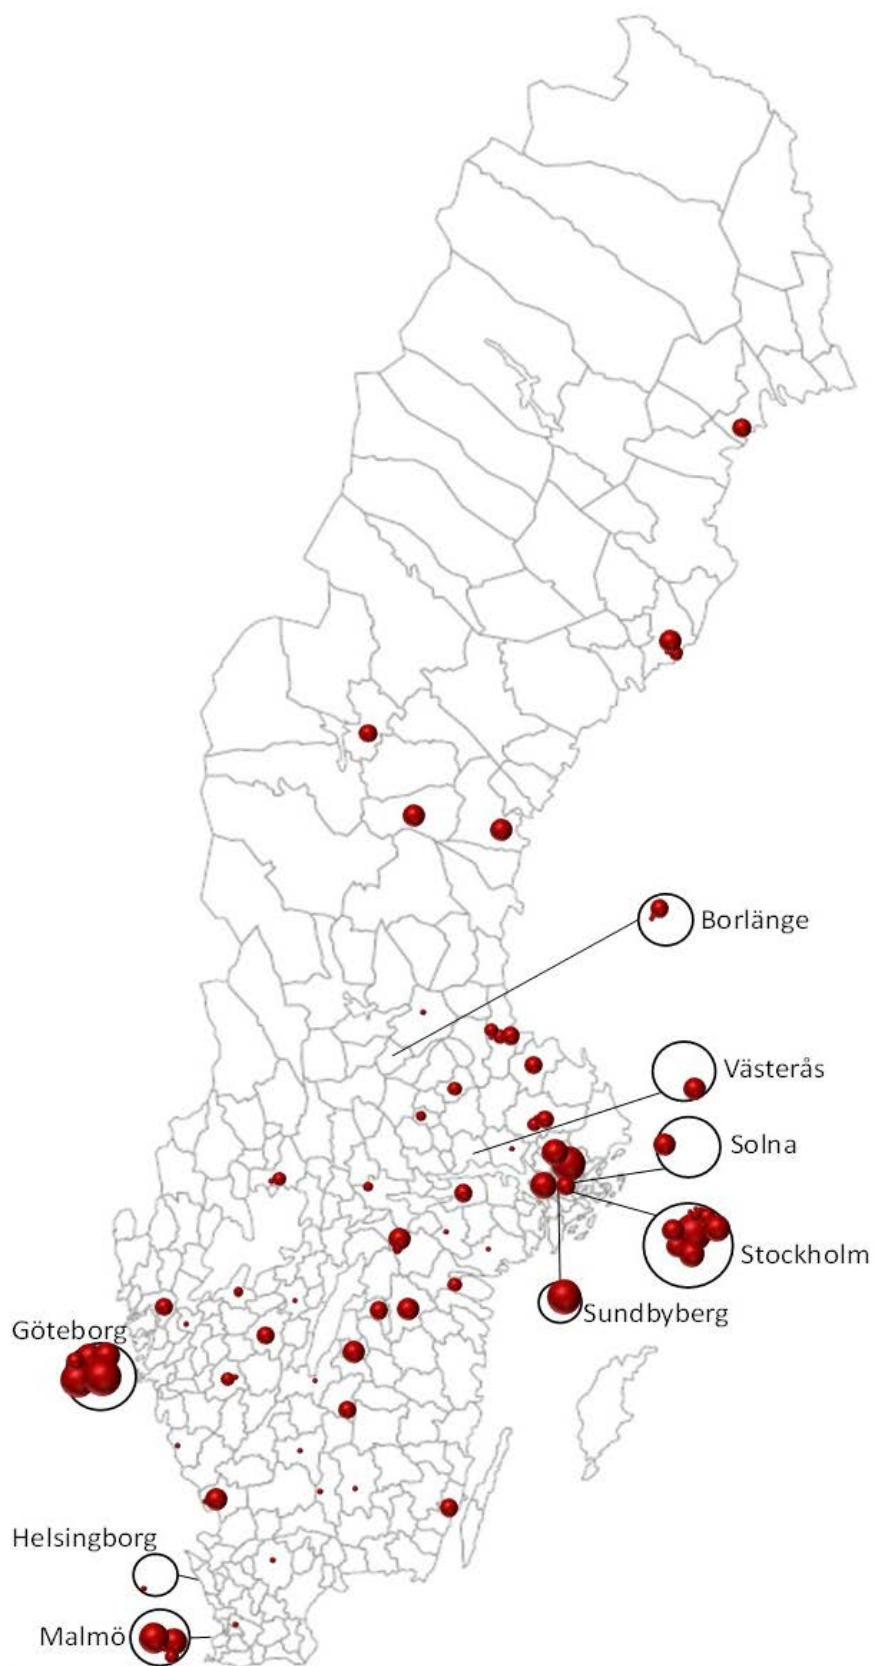 Borlänge
Västerås
Solna
Stockholm
Sundbyberg
Göteborg
Helsingborg
Malmö